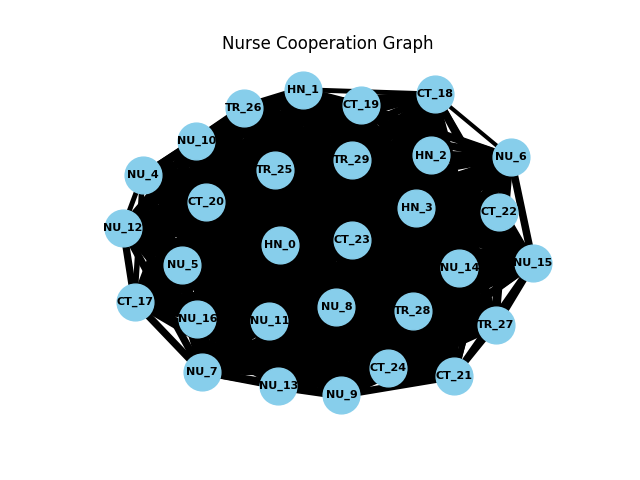 Nurse Cooperation Graph
HN_1
CT_18
CT_19
TR_26
NU_10
HN_2
NU_6
TR_29
TR_25
NU_4
CT_20
HN_3
CT_22
NU_12
CT_23
HN_0
NU_5
NU_14
NU_15
CT_17
NU_8
TR_28
NU_16
NU_11
TR_27
NU_7
CT_24
CT_21
NU_13
NU_9